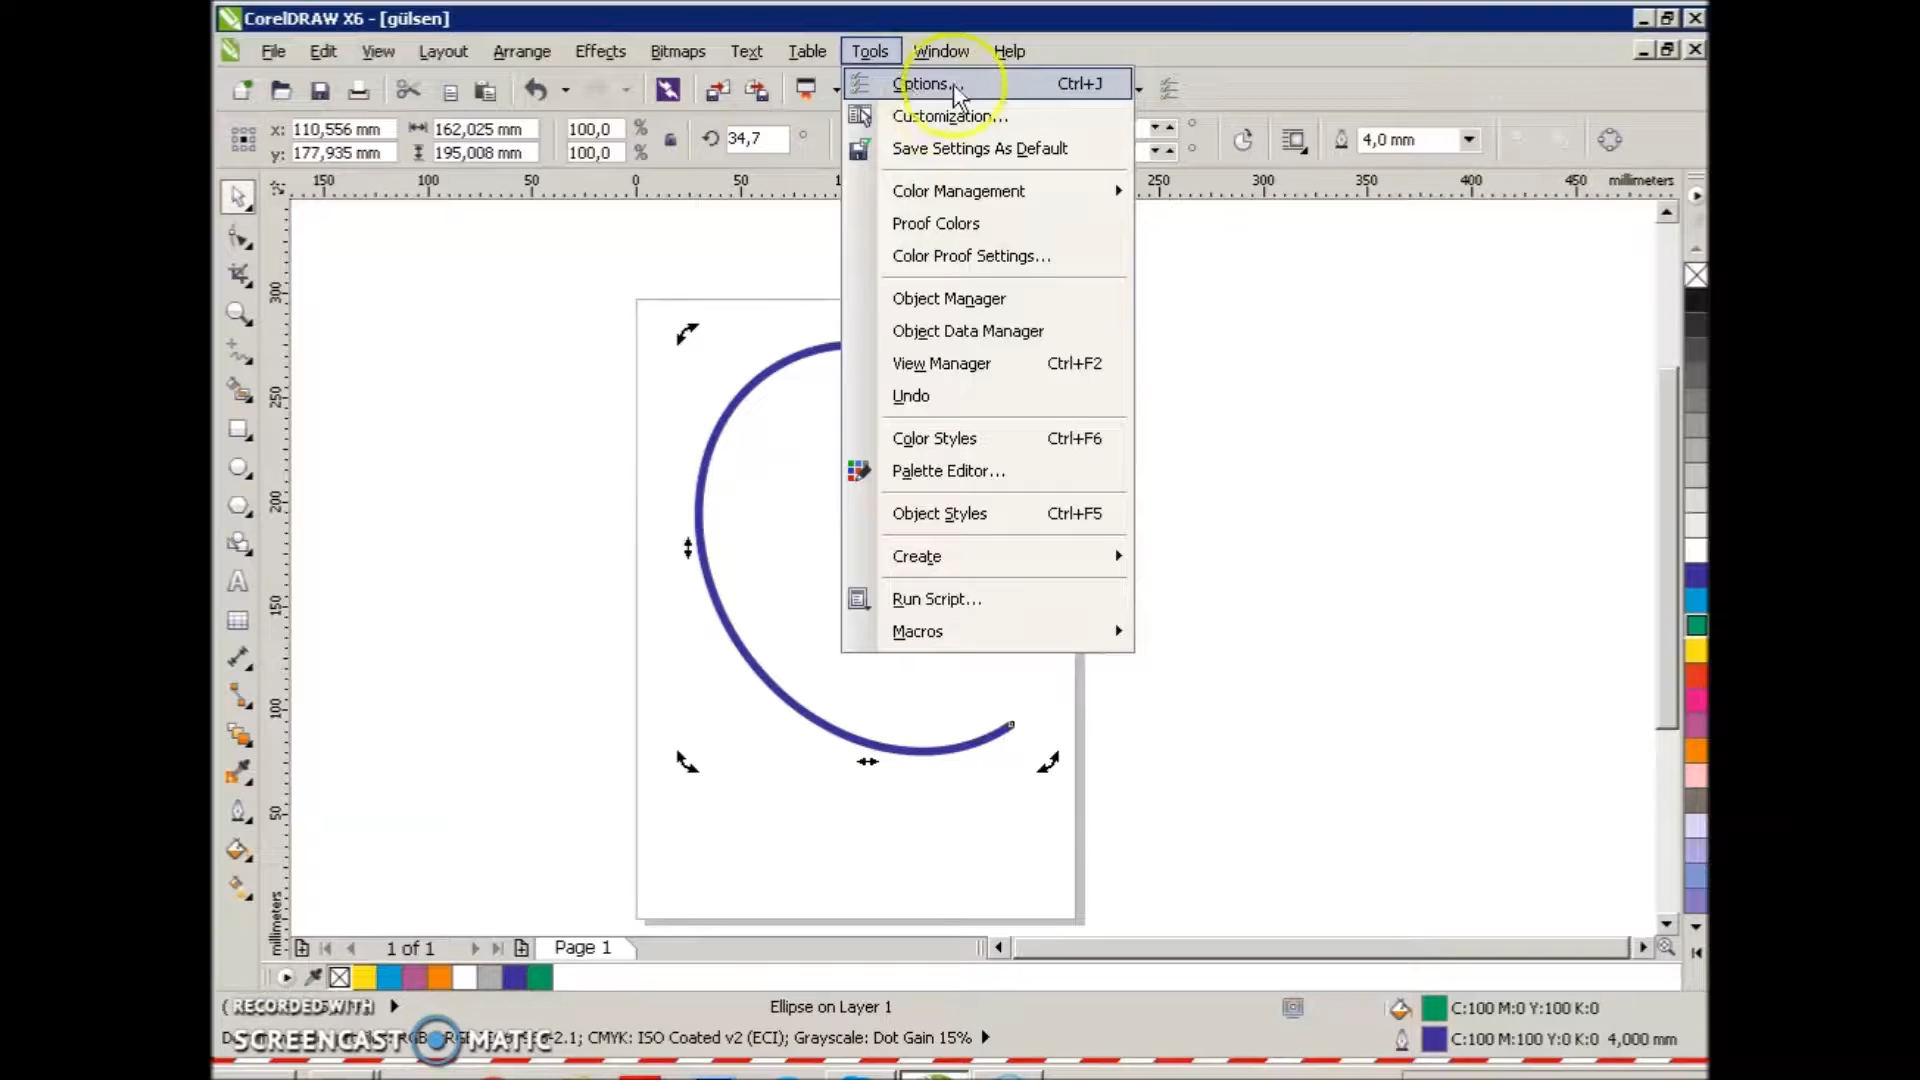 CorelDRAW X6 - [gülsen]
File Edit View Layout Arrange Effects Bitmaps Text Table Tools Window Help
Options... Ctrl+J
Customization...
Save Settings As Default
Color Management
Proof Colors
Color Proof Settings...
Object Manager
Object Data Manager
View Manager Ctrl+F2
Undo
Color Styles Ctrl+F6
Palette Editor...
Object Styles Ctrl+F5
Create
Run Script...
Macros
x: 110,556 mm 162,025 mm 100,0 % 34,7 ° 4,0 mm
y: 177,935 mm 195,008 mm 100,0 %
150 100 50 0 50 250 300 350 400 450 millimeters
300
250
200
150
100
50
millimeters
1 of 1 Page 1
RECORDED WITH
Ellipse on Layer 1
C:100 M:0 Y:100 K:0
SCREENCAST MATIC
-2.1; CMYK: ISO Coated v2 (ECI); Grayscale: Dot Gain 15%
C:100 M:100 Y:0 K:0 4,000 mm